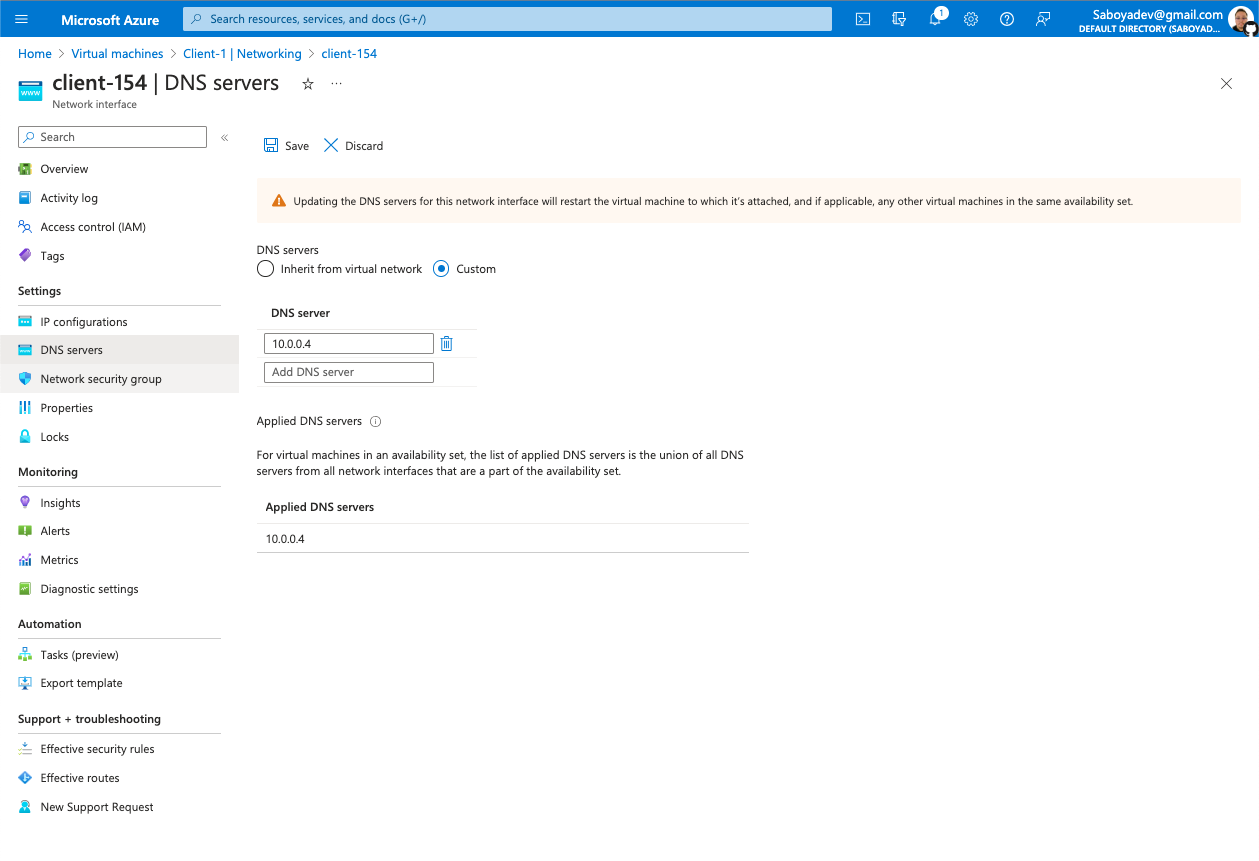 Microsoft Azure
Search resources, services, and docs (G+/)
1
Saboyadev@gmail.com
DEFAULT DIRECTORY (SABOYAD...
Home > Virtual machines > Client-1 | Networking > client-154
www
client-154 | DNS servers
...
Network interface
Search
«
Save
Discard
Overview
Activity log
Access control (IAM)
Tags
Settings
IP configurations
DNS servers
Network security group
Properties
Locks
Monitoring
Insights
Alerts
Metrics
Diagnostic settings
Automation
Tasks (preview)
Export template
Support + troubleshooting
Effective security rules
Effective routes
New Support Request
Updating the DNS servers for this network interface will restart the virtual machine to which it's attached, and if applicable, any other virtual machines in the same availability set.
DNS servers
Inherit from virtual network
Custom
DNS server
10.0.0.4
Add DNS server
Applied DNS servers
For virtual machines in an availability set, the list of applied DNS servers is the union of all DNS
servers from all network interfaces that are a part of the availability set.
Applied DNS servers
10.0.0.4